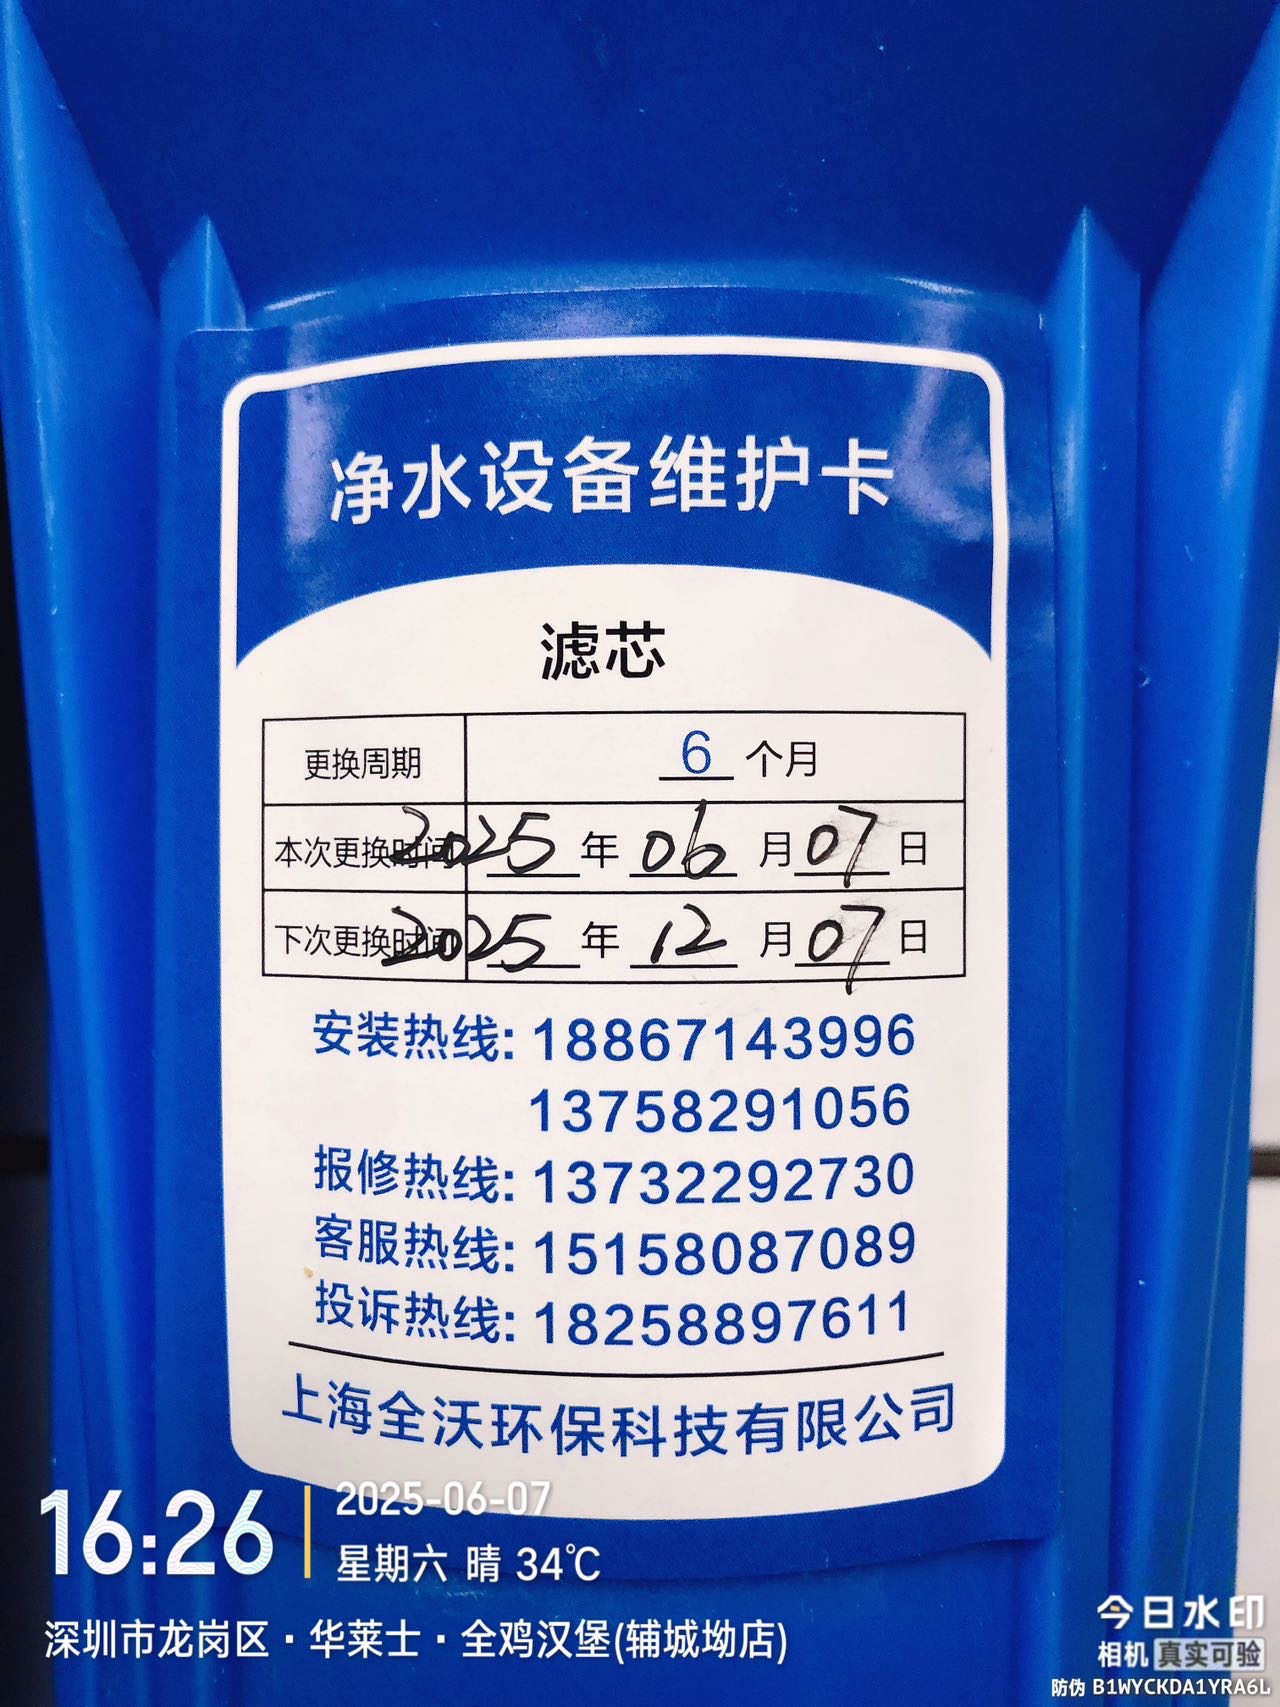 净水设备维护卡
滤芯
更换周期 6 个月
本次更换时间 2025 年 06 月 07 日
下次更换时间 2025 年 12 月 07 日
安装热线: 18867143996
13758291056
报修热线: 13732292730
客服热线: 15158087089
投诉热线: 18258897611
上海全沃环保科技有限公司
16:26
2025-06-07
星期六 晴 34℃
深圳市龙岗区·华莱士·全鸡汉堡(辅城坳店)
今日水印
相机 真实可验
防伪 B1WYCKDA1YRA6L